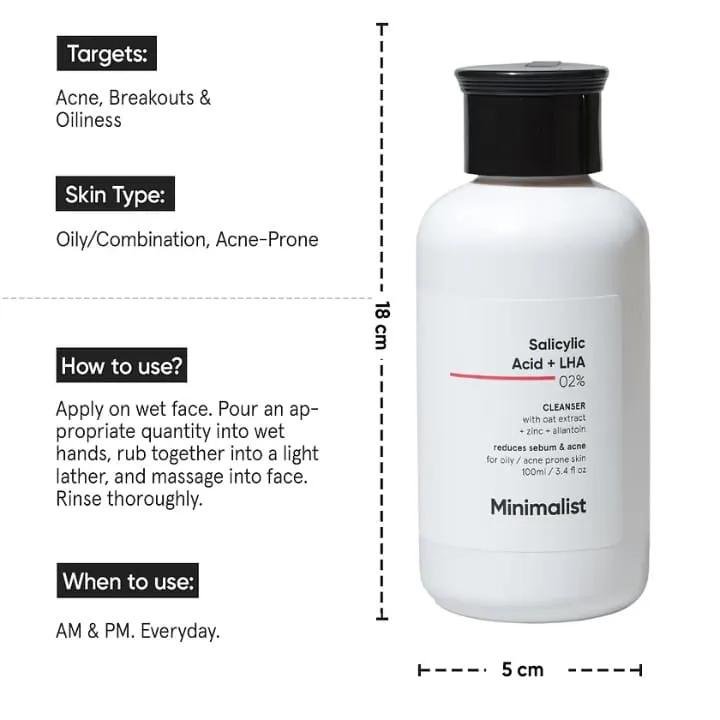 Targets:
Acne, Breakouts &
Oiliness
Skin Type:
Oily/Combination, Acne-Prone
How to use?
Apply on wet face. Pour an ap-
propriate quantity into wet
hands, rub together into a light
lather, and massage into face.
Rinse thoroughly.
When to use:
AM & PM. Everyday.
18 cm
Salicylic
Acid + LHA
02%
CLEANSER
with oat extract
+ zinc + allantoin
reduces sebum & acne
for oily / acne prone skin
100ml / 3.4 fl oz
Minimalist
5 cm